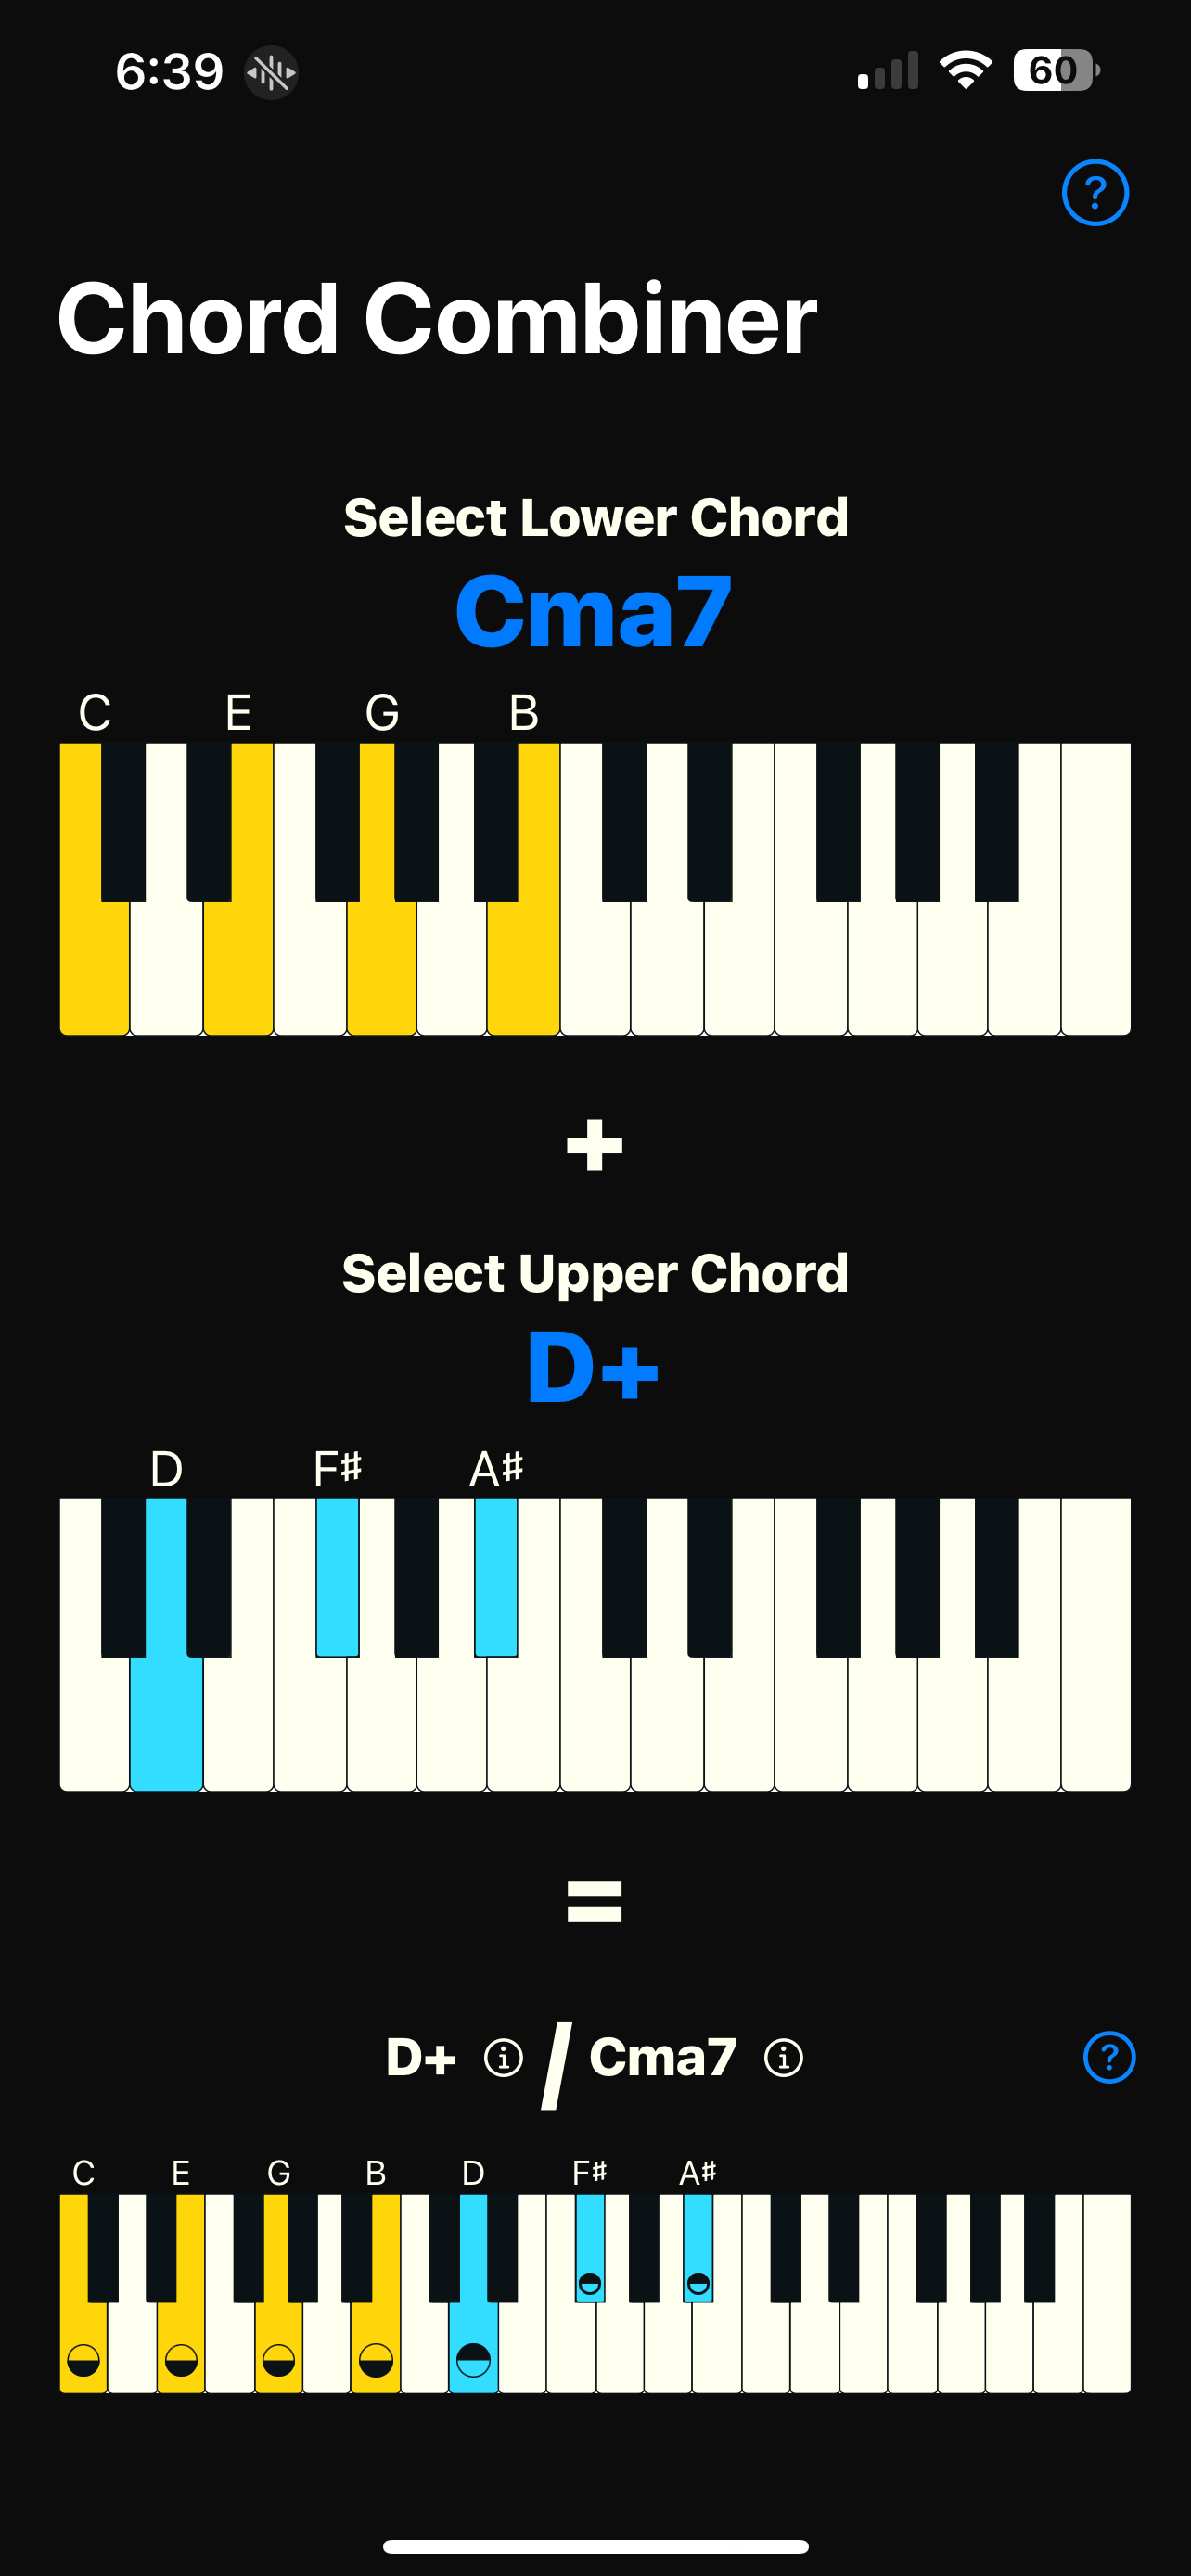 6:39 60
?
Chord Combiner
Select Lower Chord
Cma7
C E G B
+
Select Upper Chord
D+
D F♯ A♯
=
D+ i / Cma7 i ?
C E G B D F♯ A♯